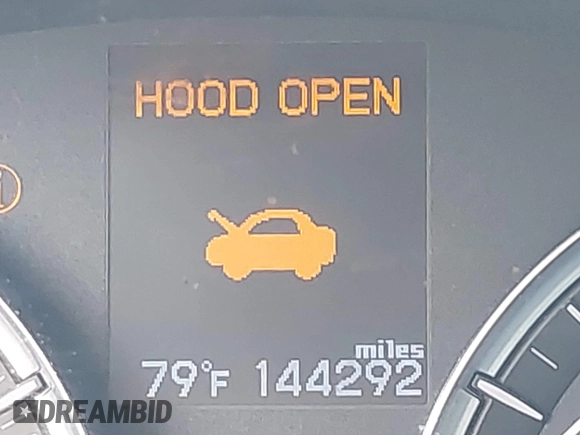 HOOD OPEN
miles
79°F 144292
DREAMBID